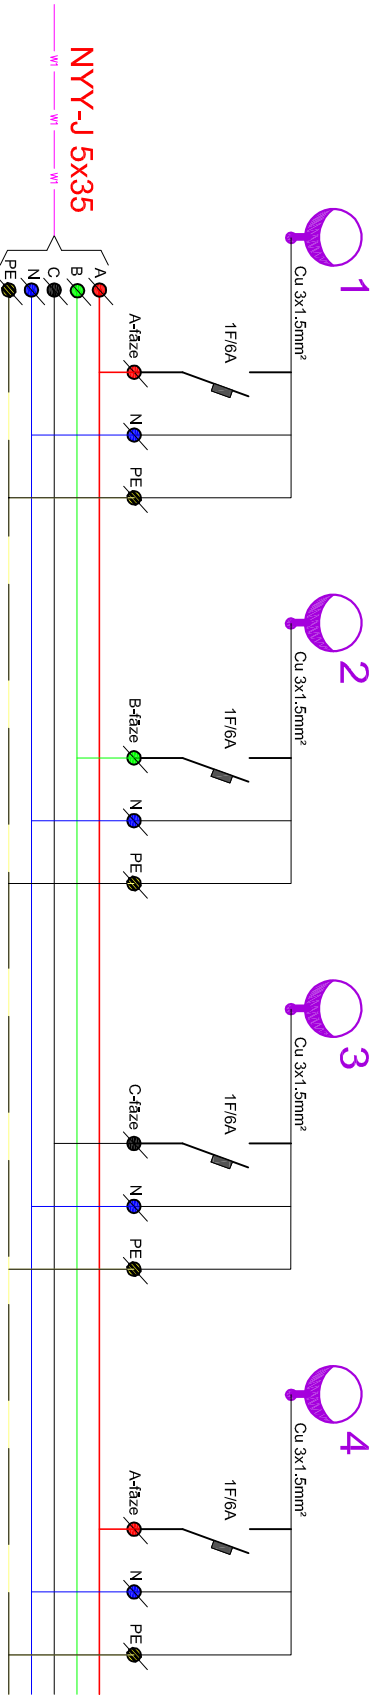 1
Cu 3x1.5mm²
1F/6A
A-fāze
N
PE
2
Cu 3x1.5mm²
1F/6A
B-fāze
N
PE
3
Cu 3x1.5mm²
1F/6A
C-fāze
N
PE
4
Cu 3x1.5mm²
1F/6A
A-fāze
N
PE
NYY-J 5x35
W1
W1
W1
A
B
C
N
PE